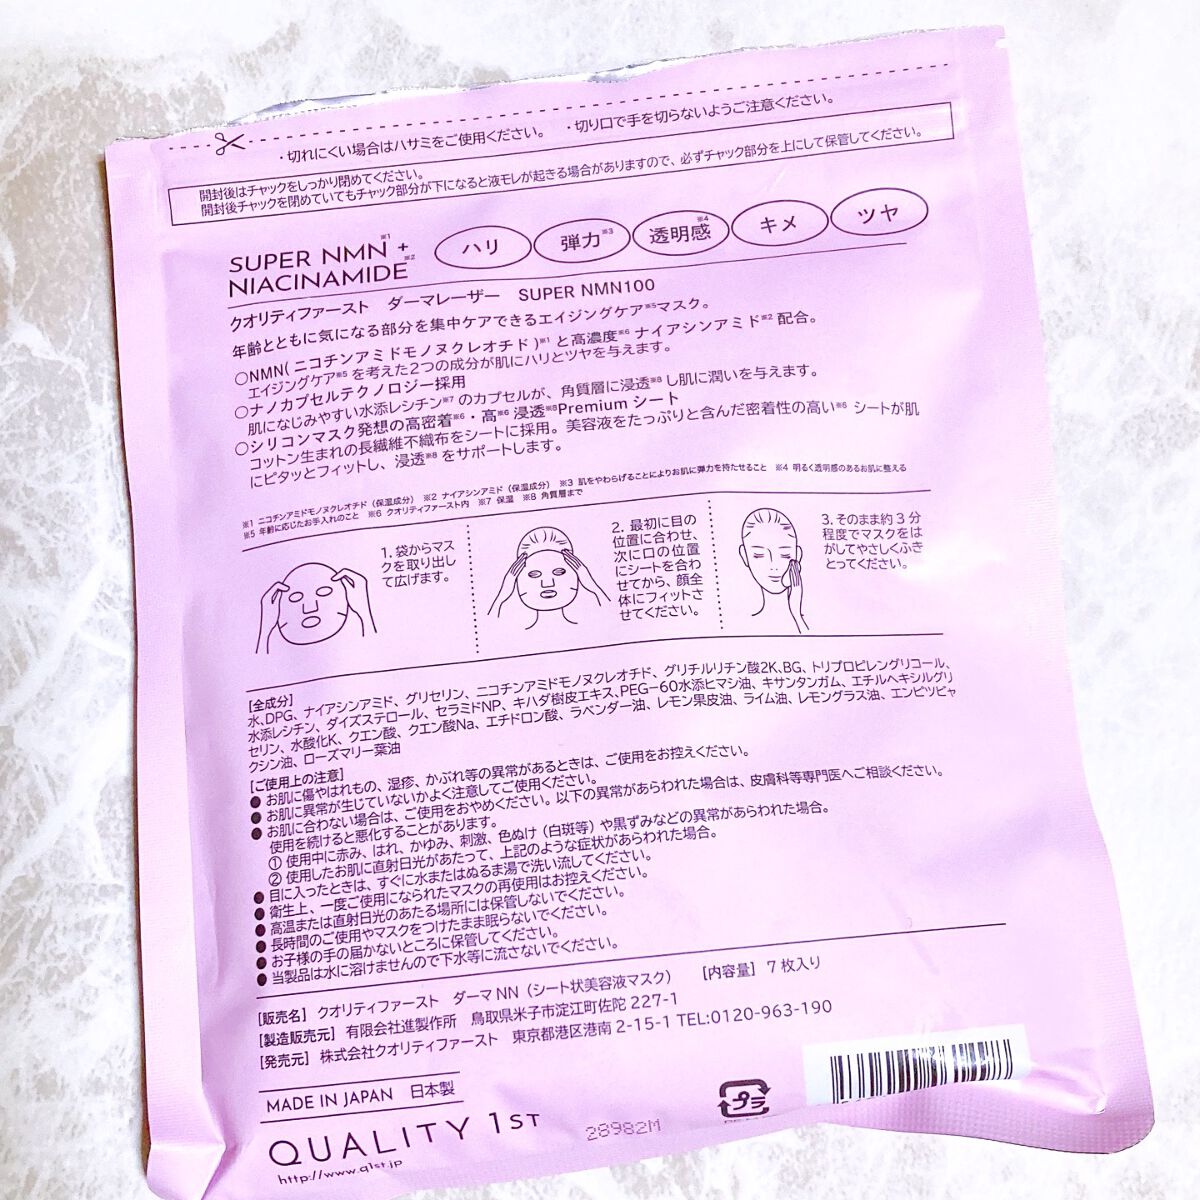 ・切れにくい場合はハサミをご使用ください。 ・切り口で手を切らないようご注意ください。
開封後はチャックをしっかり閉めてください。
開封後チャックを閉めていてもチャック部分が下になると液モレが起きる場合がありますので、必ずチャック部分を上にして保管してください。
SUPER NMN※1 +
NIACINAMIDE※2
ハリ 弾力※3 透明感※4 キメ ツヤ
クオリティファースト ダーマレーザー SUPER NMN100
年齢とともに気になる部分を集中ケアできるエイジングケア※5マスク。
○NMN(ニコチンアミドモノヌクレオチド)※1 と高濃度※6 ナイアシンアミド※2 配合。
エイジングケア※5 を考えた2つの成分が肌にハリとツヤを与えます。
○ナノカプセルテクノロジー採用
肌になじみやすい水添レシチン※7 のカプセルが、角質層に浸透※8 し肌に潤いを与えます。
○シリコンマスク発想の高密着※6・高※6 浸透※8Premium シート
コットン生まれの長繊維不織布をシートに採用。美容液をたっぷりと含んだ密着性の高い※6 シートが肌
にピタッとフィットし、浸透※8 をサポートします。
※1 ニコチンアミドモノヌクレオチド（保湿成分） ※2 ナイアシンアミド（保湿成分） ※3 肌をやわらげることによりお肌に弾力を持たせること ※4 明るく透明感のあるお肌に整える
※5 年齢に応じたお手入れのこと ※6 クオリティファースト内 ※7 保湿 ※8 角質層まで
1. 袋からマス
クを取り出し
て広げます。
2. 最初に目の
位置に合わせ、
次に口の位置
にシートを合わ
せてから、顔全
体にフィットさ
せてください。
3. そのまま約 3 分
程度でマスクをは
がしてやさしくふき
とってください。
[全成分]
水、DPG、ナイアシンアミド、グリセリン、ニコチンアミドモノヌクレオチド、グリチルリチン酸2K、BG、トリプロピレングリコール、
水添レシチン、ダイズステロール、セラミドNP、キハダ樹皮エキス、PEG－60水添ヒマシ油、キサンタンガム、エチルヘキシルグリ
セリン、水酸化K、クエン酸、クエン酸Na、エチドロン酸、ラベンダー油、レモン果皮油、ライム油、レモングラス油、エンピツビャ
クシン油、ローズマリー葉油
[ご使用上の注意]
● お肌に傷やはれもの、湿疹、かぶれ等の異常があるときは、ご使用をお控えください。
● お肌に異常が生じていないかよく注意してご使用ください。
● お肌に合わない場合は、ご使用をおやめください。以下の異常があらわれた場合は、皮膚科等専門医へご相談ください。
使用を続けると悪化することがあります。
① 使用中に赤み、はれ、かゆみ、刺激、色ぬけ（白斑等）や黒ずみなどの異常があらわれた場合。
② 使用したお肌に直射日光があたって、上記のような症状があらわれた場合。
● 目に入ったときは、すぐに水またはぬるま湯で洗い流してください。
● 衛生上、一度ご使用になられたマスクの再使用はお控えください。
● 高温または直射日光のあたる場所には保管しないでください。
● 長時間のご使用やマスクをつけたまま眠らないでください。
● お子様の手の届かないところに保管してください。
● 当製品は水に溶けませんので下水等に流さないでください。
[販売名] クオリティファースト ダーマ NN（シート状美容液マスク） [内容量] 7 枚入り
[製造販売元] 有限会社進製作所 鳥取県米子市淀江町佐陀 227-1
[発売元] 株式会社クオリティファースト 東京都港区港南 2-15-1 TEL:0120-963-190
MADE IN JAPAN 日本製
QUALITY 1ST
http://www.q1st.jp
28982M
プラ